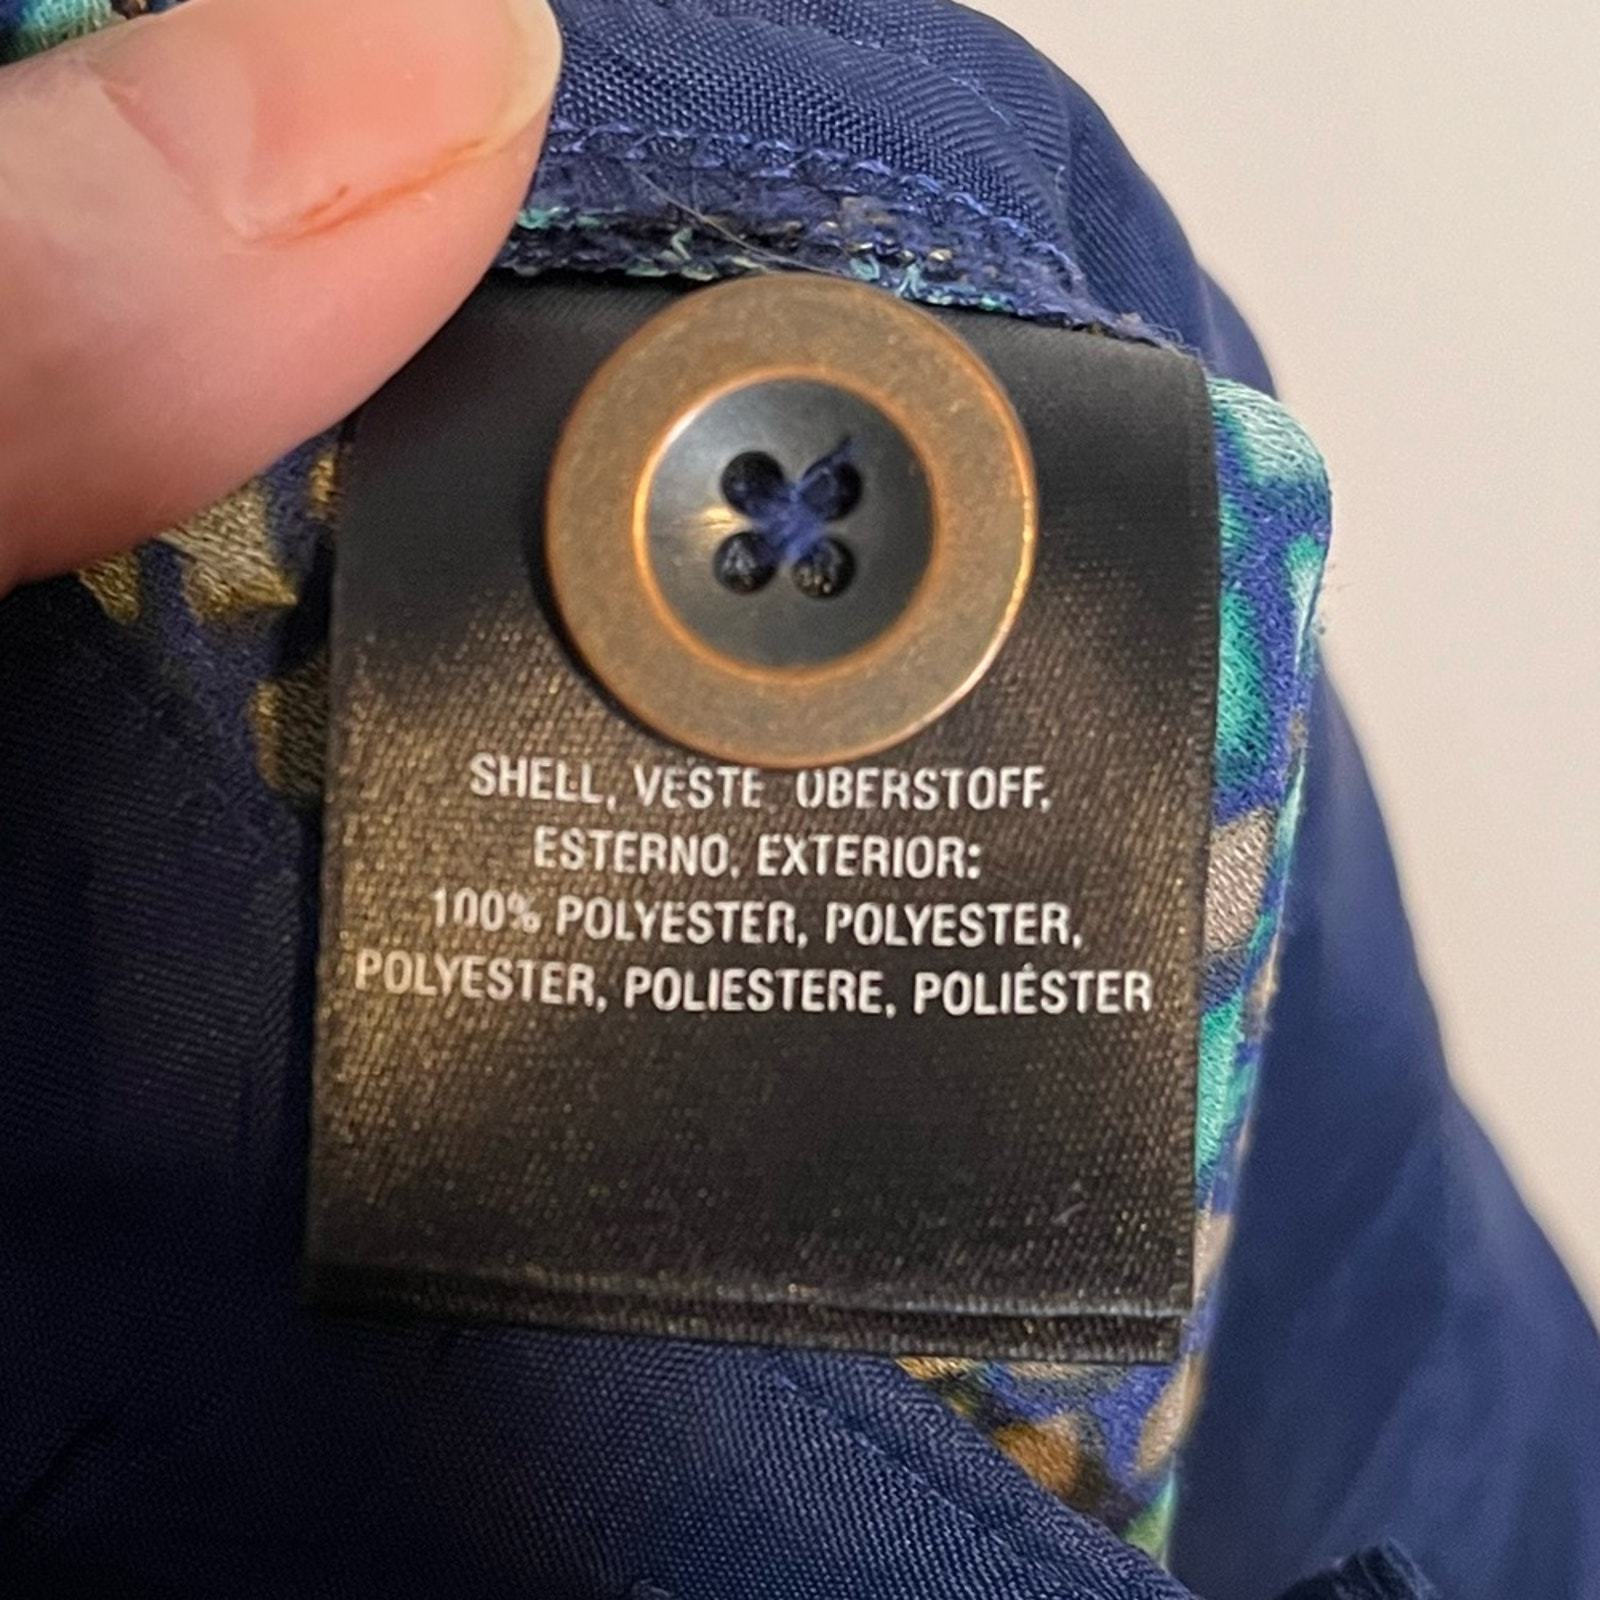 SHELL, VESTE, OBERSTOFF,
ESTERNO, EXTERIOR:
100% POLYESTER, POLYESTER,
POLYESTER, POLIESTERE, POLIÉSTER